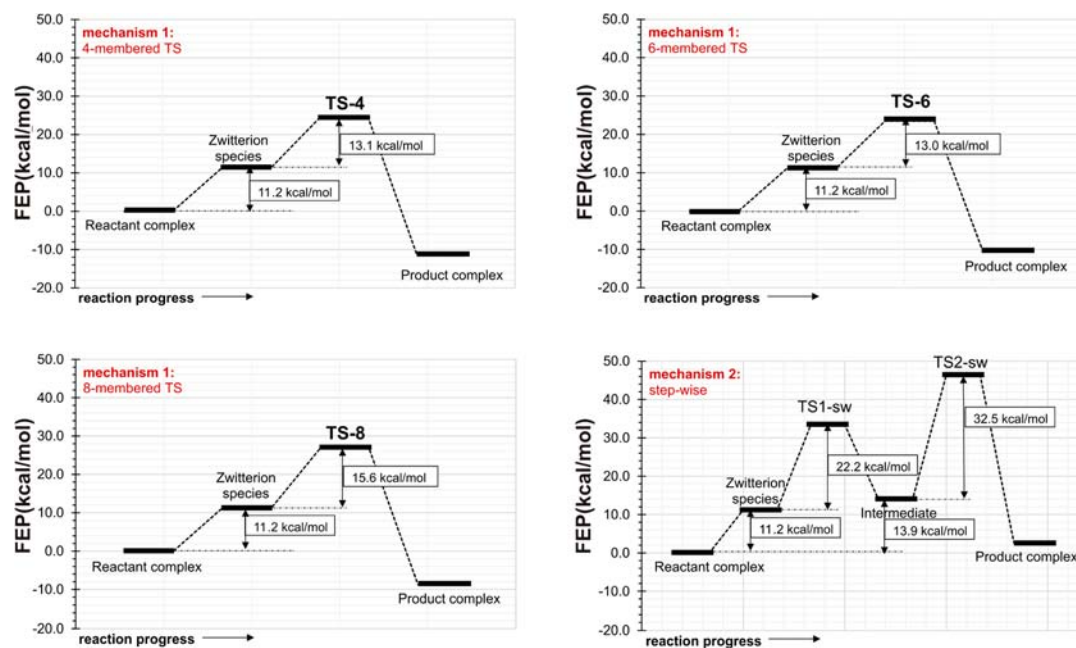 50.0
40.0
30.0
20.0
10.0
0.0
-10.0
-20.0
FEP(kcal/mol)
mechanism 1:
4-membered TS
TS-4
Zwitterion
species
13.1 kcal/mol
11.2 kcal/mol
Reactant complex
Product complex
reaction progress
50.0
40.0
30.0
20.0
10.0
0.0
-10.0
-20.0
FEP(kcal/mol)
mechanism 1:
6-membered TS
TS-6
Zwitterion
species
13.0 kcal/mol
11.2 kcal/mol
Reactant complex
Product complex
reaction progress
50.0
40.0
30.0
20.0
10.0
0.0
-10.0
-20.0
FEP(kcal/mol)
mechanism 1:
8-membered TS
TS-8
Zwitterion
species
15.6 kcal/mol
11.2 kcal/mol
Reactant complex
Product complex
reaction progress
50.0
40.0
30.0
20.0
10.0
0.0
-10.0
-20.0
FEP(kcal/mol)
mechanism 2:
step-wise
TS2-sw
TS1-sw
32.5 kcal/mol
22.2 kcal/mol
Zwitterion
species
Intermediate
11.2 kcal/mol
13.9 kcal/mol
Reactant complex
Product complex
reaction progress